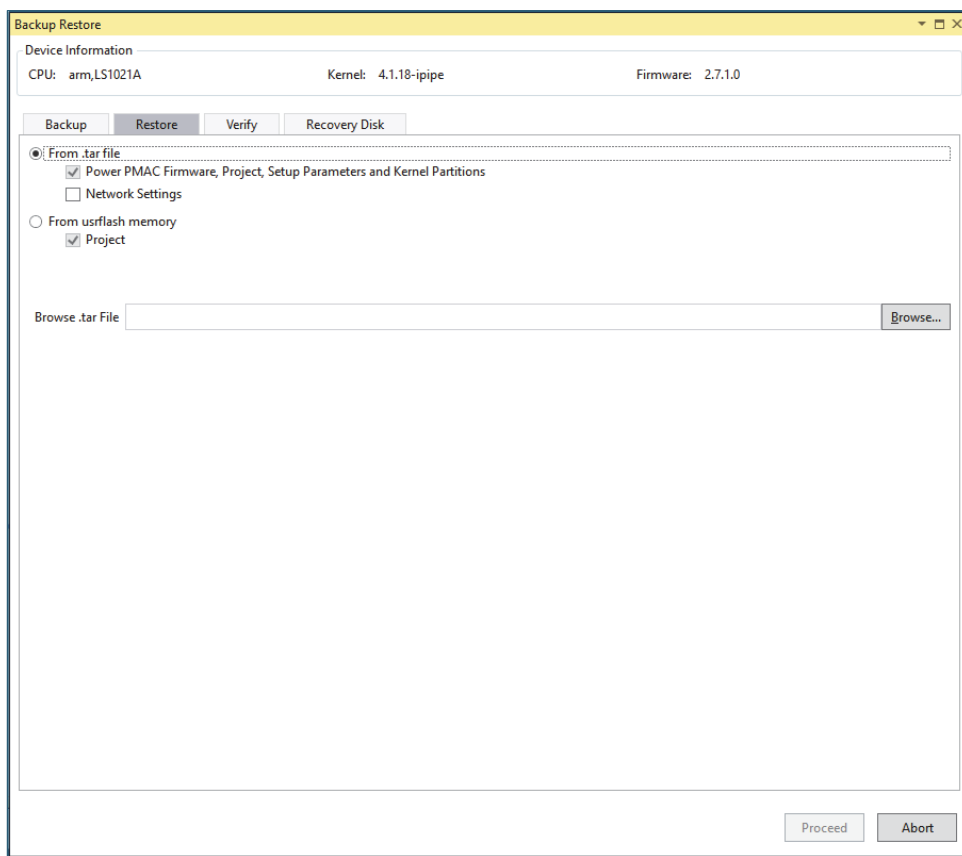 Backup Restore
Device Information
CPU: arm,LS1021A Kernel: 4.1.18-ipipe Firmware: 2.7.1.0
Backup Restore Verify Recovery Disk
From .tar file
Power PMAC Firmware, Project, Setup Parameters and Kernel Partitions
Network Settings
From usrflash memory
Project
Browse .tar File Browse...
Proceed Abort